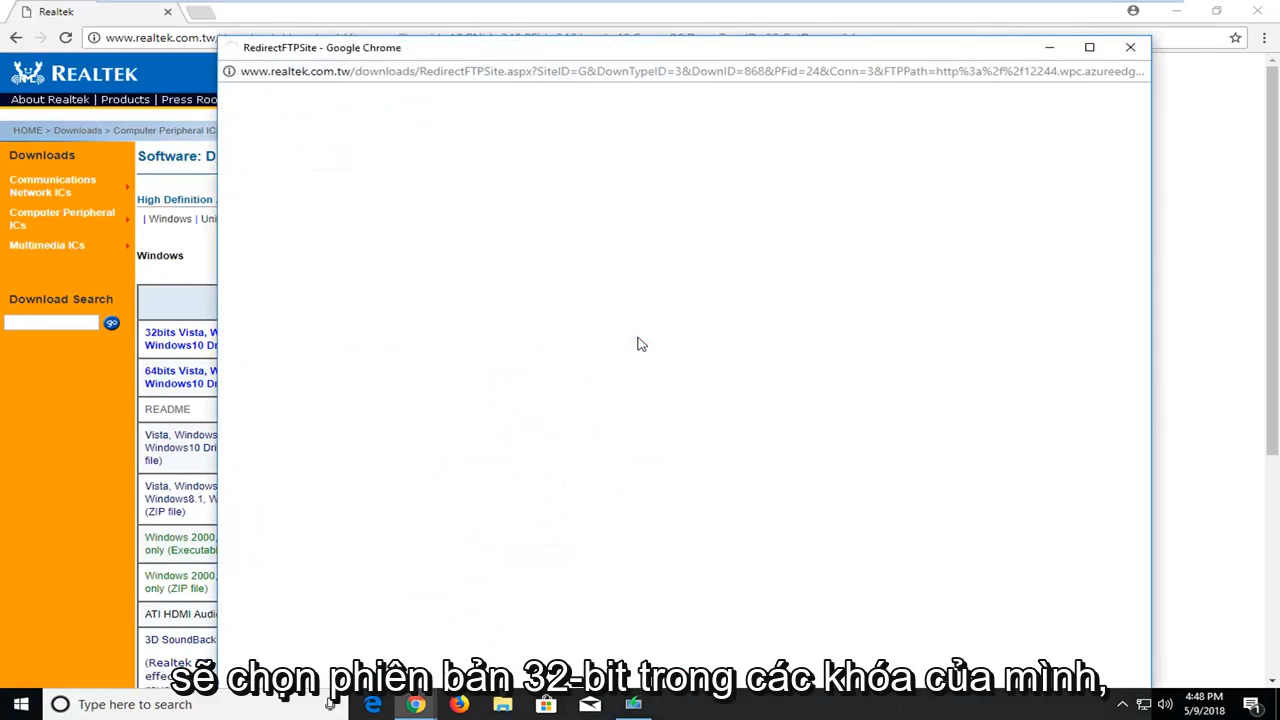 Realtek
www.realtek.com.tw
RedirectFTPSite - Google Chrome
www.realtek.com.tw/downloads/RedirectFTPSite.aspx?SiteID=G&DownTypeID=3&DownID=868&PFid=24&Conn=3&FTPPath=http%3a%2f%2f12244.wpc.azureedg...
REALTEK
About Realtek | Products | Press Roo
HOME > Downloads > Computer Peripheral IC
Downloads
Communications
Network ICs
Computer Peripheral
ICs
Multimedia ICs
Download Search
go
Software: D
High Definition
| Windows | Uni
Windows
32bits Vista, W
Windows10 Dri
64bits Vista, W
Windows10 Dri
README
Vista, Windows
Windows10 Dri
file)
Vista, Windows
Windows8.1, W
(ZIP file)
Windows 2000,
only (Executab
Windows 2000,
only (ZIP file)
ATI HDMI Audi
3D SoundBack
(Realtek
effe
sẽ chọn phiên bản 32-bit trong các khóa của mình,
Type here to search
4:48 PM
5/9/2018